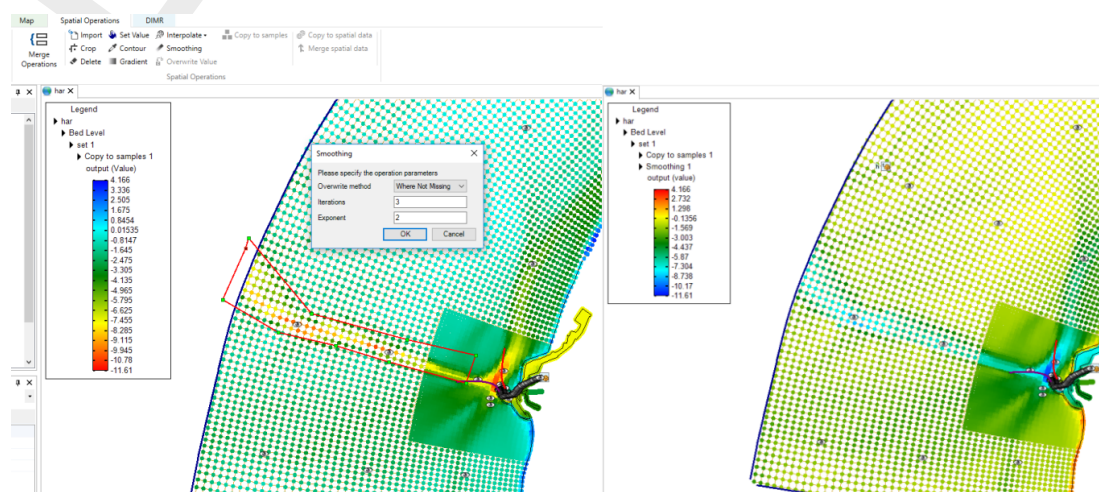 Map Spatial Operations DIMR
Merge Operations
Import Set Value Interpolate Copy to samples Copy to spatial data
Crop Contour Smoothing Merge spatial data
Delete Gradient Overwrite Value
Spatial Operations
har X
Legend
har
Bed Level
set 1
Copy to samples 1
output (Value)
4.166
3.336
2.505
1.675
0.8454
0.01535
-0.8147
-1.645
-2.475
-3.305
-4.135
-4.965
-5.795
-6.625
-7.455
-8.285
-9.115
-9.945
-10.78
-11.61
Smoothing X
Please specify the operation parameters
Overwrite method Where Not Missing
Iterations 3
Exponent 2
OK Cancel
har X
Legend
har
Bed Level
set 1
Copy to samples 1
Smoothing 1
output (value)
4.166
2.732
1.298
-0.1356
-1.569
-3.003
-4.437
-5.87
-7.304
-8.738
-10.17
-11.61